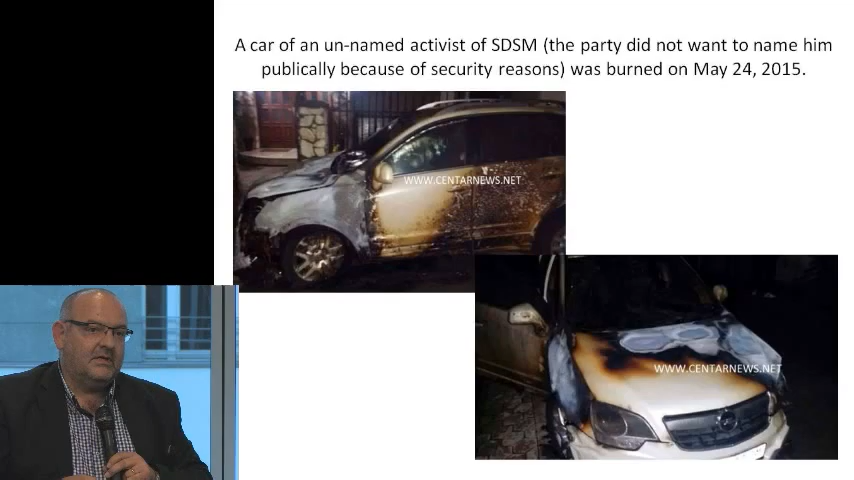 A car of an un-named activist of SDSM (the party did not want to name him
publically because of security reasons) was burned on May 24, 2015.
WWW.CENTARNEWS.NET
WWW.CENTARNEWS.NET